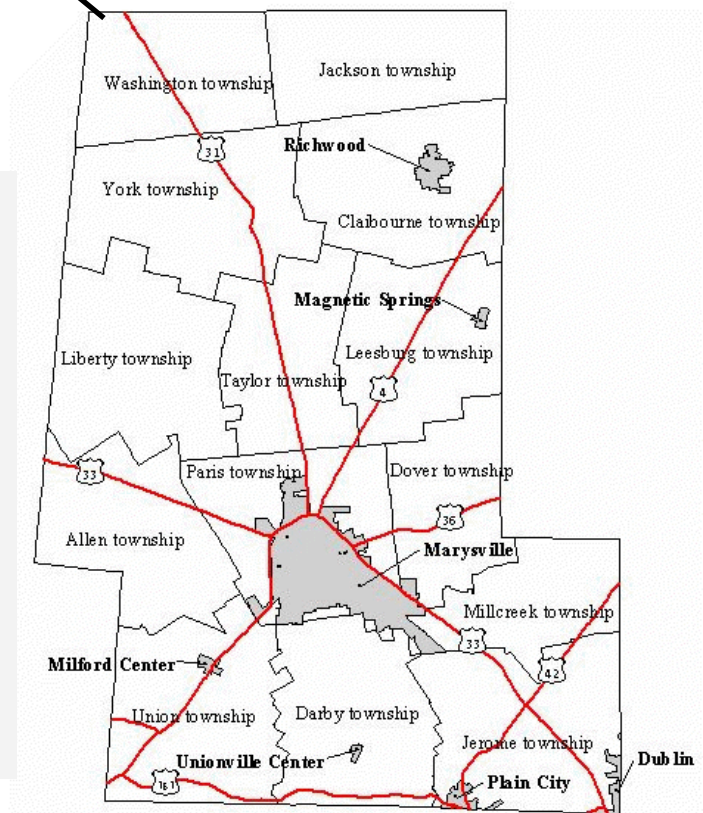 Jackson township
Washington township
Richwood
31
York township
Claibourne township
Magnetic Springs
Leesburg township
Liberty township
Taylor township
4
Paris township
Dover township
33
36
Allen township
Marysville
Millcreek township
33
Milford Center
42
Union township
Darby township
Jerome township
Unionville Center
Dublin
Plain City
161